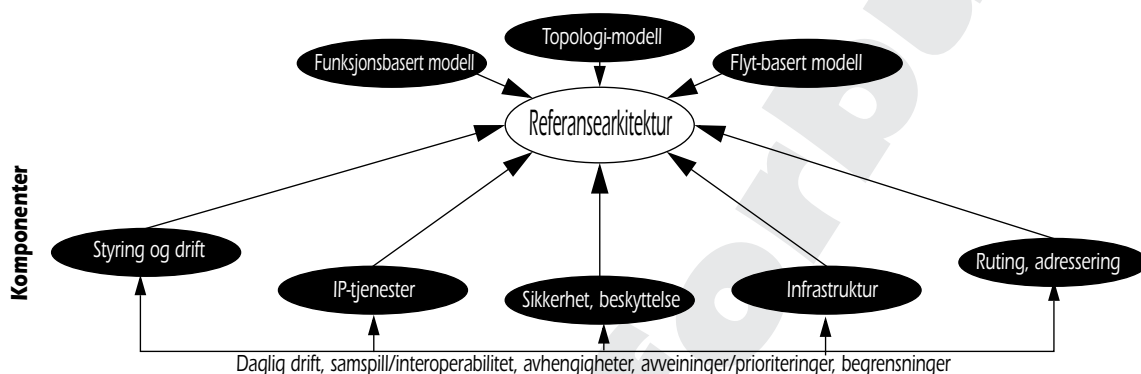 Topologi-modell
Funksjonsbasert modell
Flyt-basert modell
Referansearkitektur
Komponenter
Styring og drift
Ruting, adressering
IP-tjenester
Sikkerhet, beskyttelse
Infrastruktur
Daglig drift, samspill/interoperabilitet, avhengigheter, avveininger/prioriteringer, begrensninger